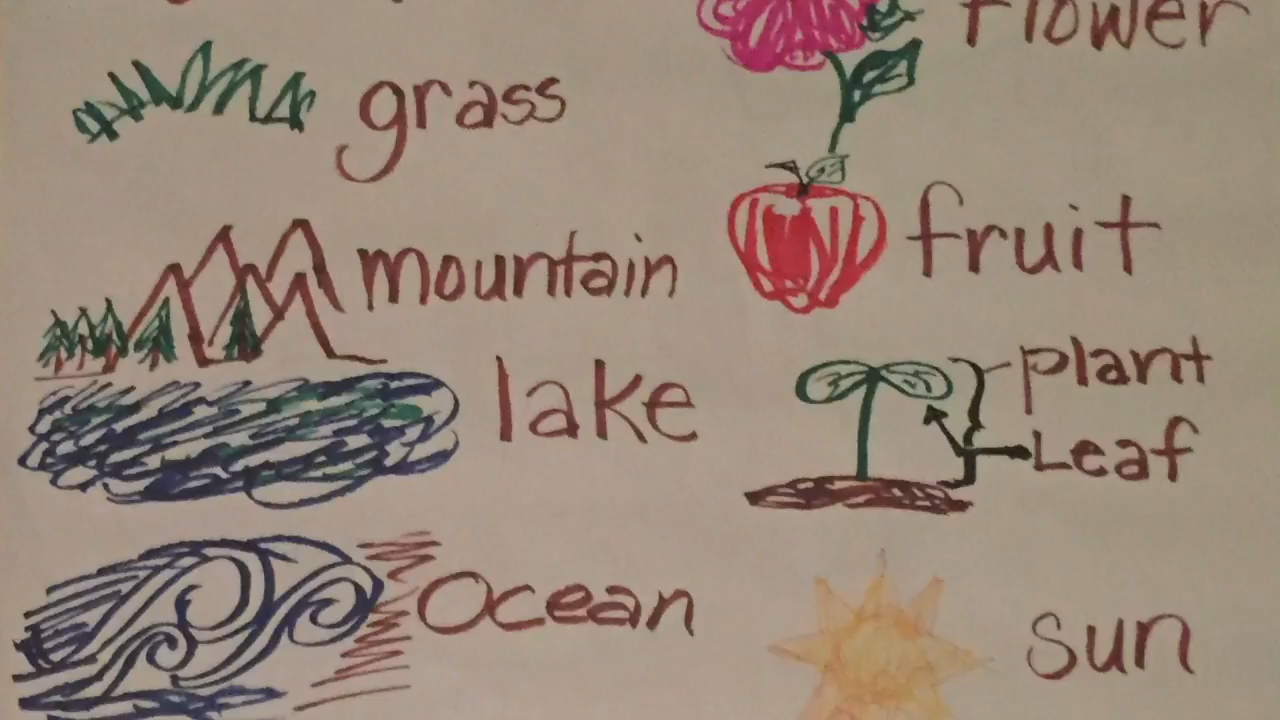 grass
mountain
lake
Ocean
flower
fruit
plant
Leaf
sun